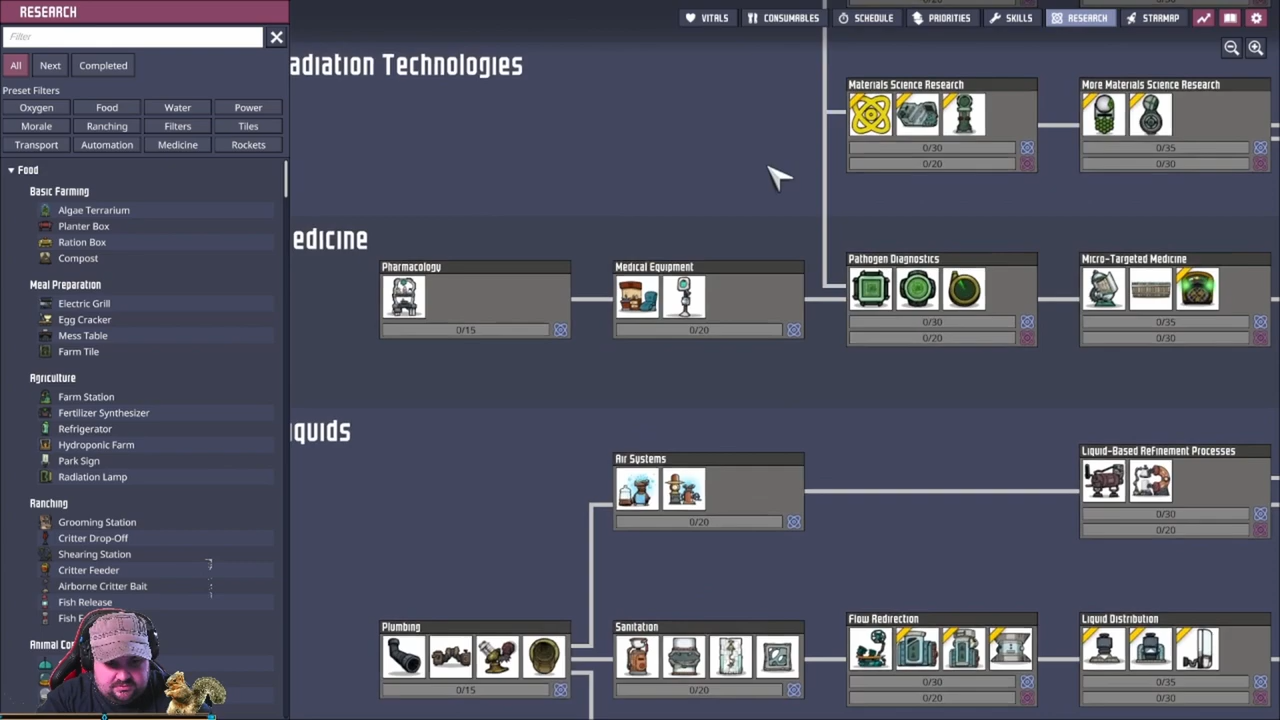 RESEARCH
VITALS
CONSUMABLES
SCHEDULE
PRIORITIES
SKILLS
RESEARCH
STARMAP
Filter
All
Next
Completed
Preset Filters
Oxygen
Food
Water
Power
Morale
Ranching
Filters
Tiles
Transport
Automation
Medicine
Rockets
Food
Basic Farming
Algae Terrarium
Planter Box
Ration Box
Compost
Meal Preparation
Electric Grill
Egg Cracker
Mess Table
Farm Tile
Agriculture
Farm Station
Fertilizer Synthesizer
Refrigerator
Hydroponic Farm
Park Sign
Radiation Lamp
Ranching
Grooming Station
Critter Drop-Off
Shearing Station
Critter Feeder
Airborne Critter Bait
Fish Release
Fish F
Animal Co
adiation Technologies
Materials Science Research
0/30
0/20
More Materials Science Research
0/35
0/30
edicine
Pharmacology
0/15
Medical Equipment
0/20
Pathogen Diagnostics
0/30
0/20
Micro-Targeted Medicine
0/35
0/30
iquids
Air Systems
0/20
Liquid-Based Refinement Processes
0/30
0/20
Plumbing
0/15
Sanitation
0/20
Flow Redirection
0/30
0/20
Liquid Distribution
0/35
0/30